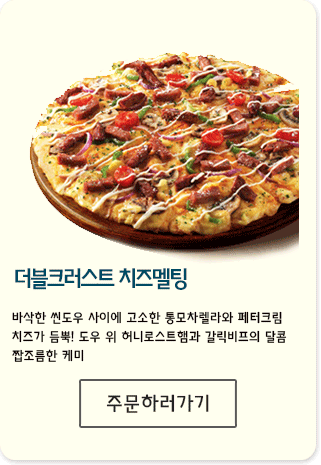 더블크러스트 치즈멜팅
바삭한 씬도우 사이에 고소한 통모차렐라와 페터크림
치즈가 듬뿍! 도우 위 허니로스트햄과 갈릭비프의 달콤
짭조름한 케미
주문하러가기